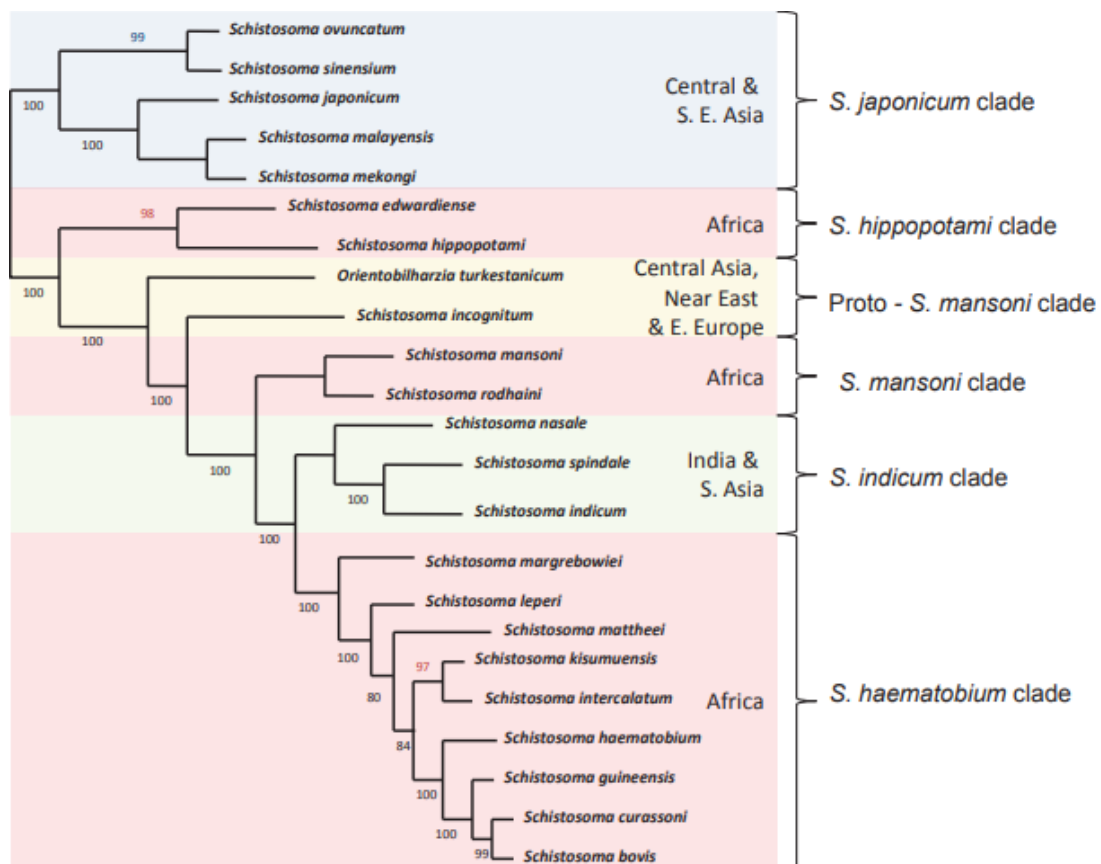 99
Schistosoma ovuncatum
Schistosoma sinensium
100
Schistosoma japonicum
Central &
S. E. Asia
S. japonicum clade
100
Schistosoma malayensis
Schistosoma mekongi
98
Schistosoma edwardiense
Africa
S. hippopotami clade
Schistosoma hippopotami
100
Orientobilharzia turkestanicum
Central Asia,
Near East
& E. Europe
Proto - S. mansoni clade
Schistosoma incognitum
100
Schistosoma mansoni
100
Africa
S. mansoni clade
Schistosoma rodhaini
Schistosoma nasale
100
Schistosoma spindale
India &
S. Asia
S. indicum clade
100
Schistosoma indicum
100
Schistosoma margrebowiei
Schistosoma leperi
100
Schistosoma mattheei
100
97
Schistosoma kisumuensis
80
Schistosoma intercalatum
Africa
S. haematobium clade
Schistosoma haematobium
84
Schistosoma guineensis
100
Schistosoma curassoni
100
99
Schistosoma bovis